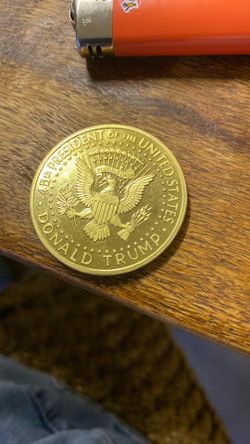 45th PRESIDENT OF THE UNITED STATES
DONALD TRUMP